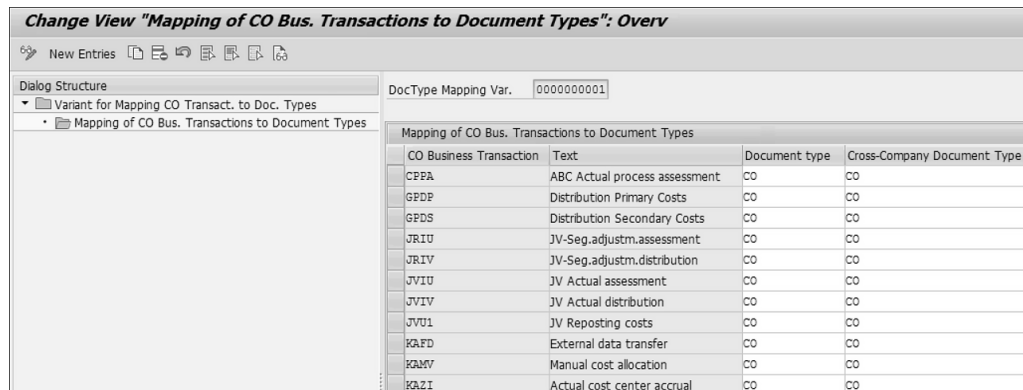 Change View "Mapping of CO Bus. Transactions to Document Types": Overv
New Entries
Dialog Structure
Variant for Mapping CO Transact. to Doc. Types
Mapping of CO Bus. Transactions to Document Types
DocType Mapping Var. 0000000001
Mapping of CO Bus. Transactions to Document Types
CO Business Transaction Text Document type Cross-Company Document Type
CPPA ABC Actual process assessment CO CO
GPDP Distribution Primary Costs CO CO
GPDS Distribution Secondary Costs CO CO
JRIU JV-Seg.adjustm.assessment CO CO
JRIV JV-Seg.adjustm.distribution CO CO
JVIU JV Actual assessment CO CO
JVIV JV Actual distribution CO CO
JVU1 JV Reposting costs CO CO
KAFD External data transfer CO CO
KAMV Manual cost allocation CO CO
KAZI Actual cost center accrual CO CO